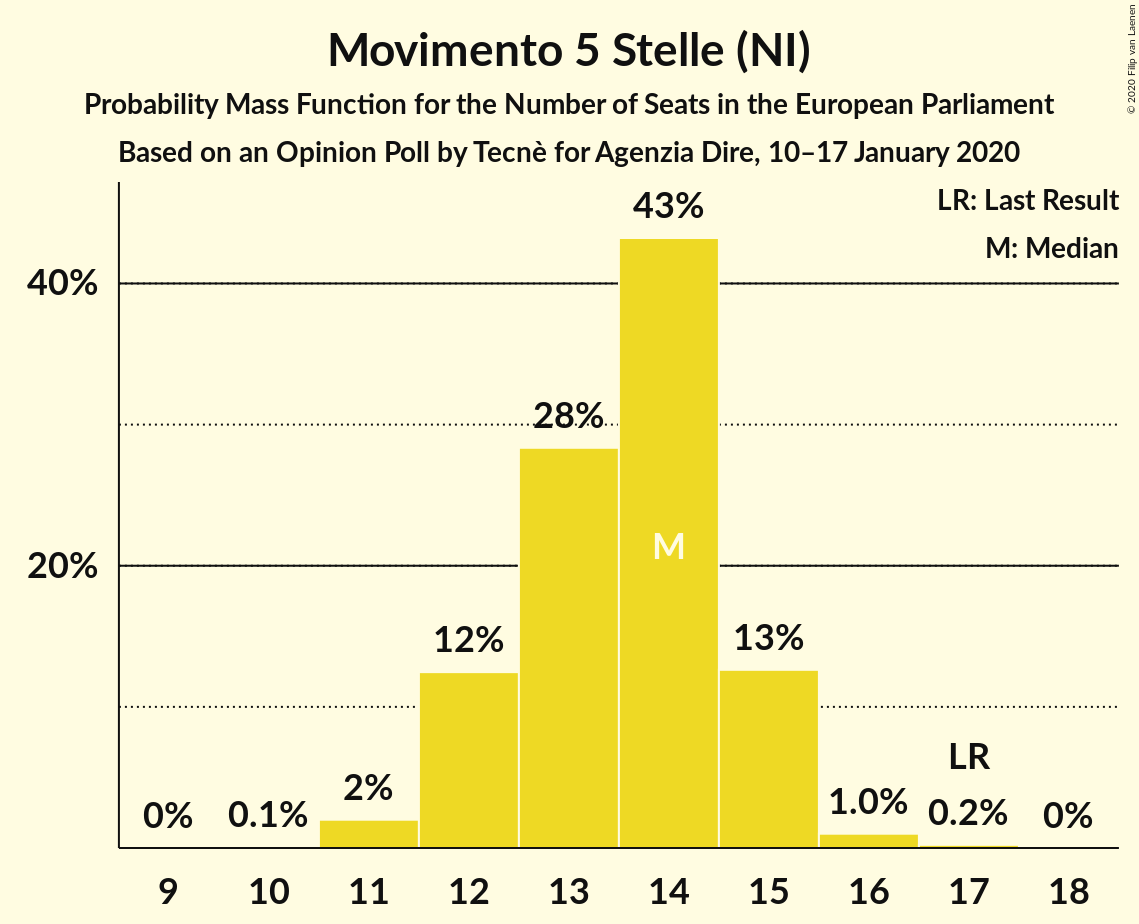 Movimento 5 Stelle (NI)
Probability Mass Function for the Number of Seats in the European Parliament
Based on an Opinion Poll by Tecnè for Agenzia Dire, 10–17 January 2020
© 2020 Filip van Laenen
LR: Last Result
M: Median
40%
20%
0%
0.1%
2%
12%
28%
43%
M
13%
1.0%
LR
0.2%
0%
9 10 11 12 13 14 15 16 17 18